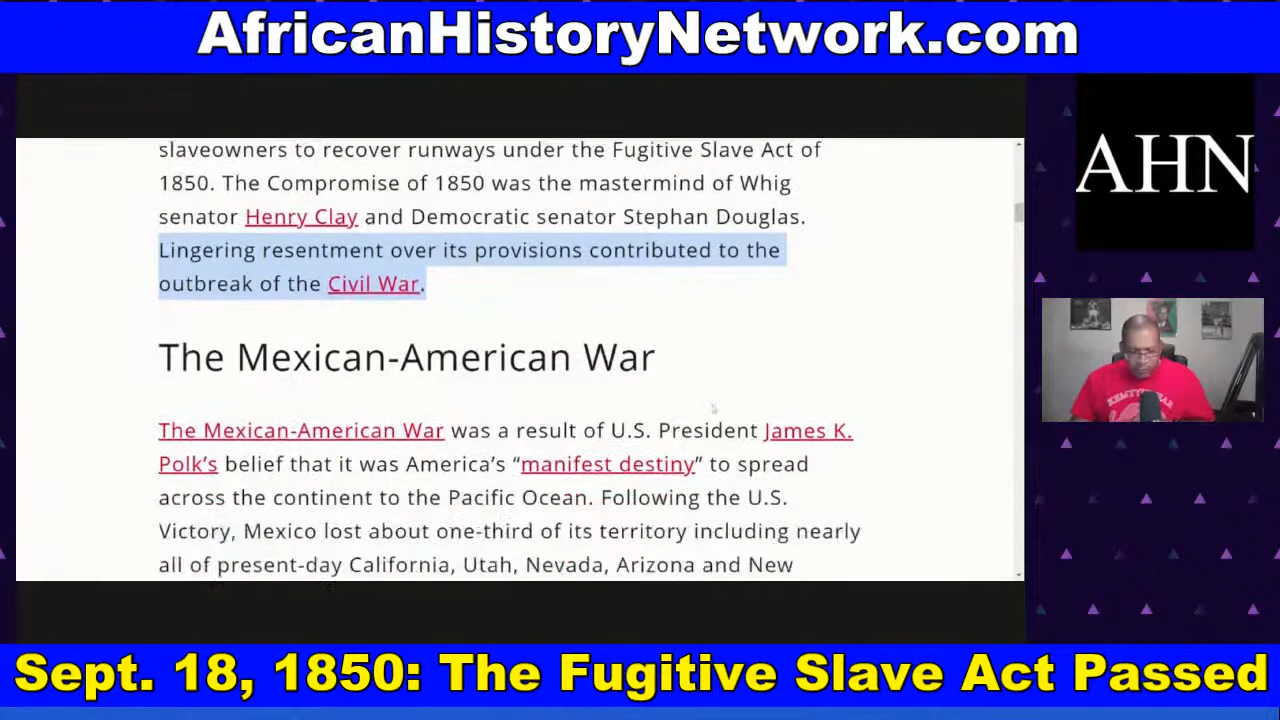 AfricanHistoryNetwork.com
slaveowners to recover runways under the Fugitive Slave Act of
1850. The Compromise of 1850 was the mastermind of Whig
senator Henry Clay and Democratic senator Stephan Douglas.
Lingering resentment over its provisions contributed to the
outbreak of the Civil War.
The Mexican-American War
The Mexican-American War was a result of U.S. President James K.
Polk's belief that it was America's “manifest destiny” to spread
across the continent to the Pacific Ocean. Following the U.S.
Victory, Mexico lost about one-third of its territory including nearly
all of present-day California, Utah, Nevada, Arizona and New
AHN
Sept. 18, 1850: The Fugitive Slave Act Passed